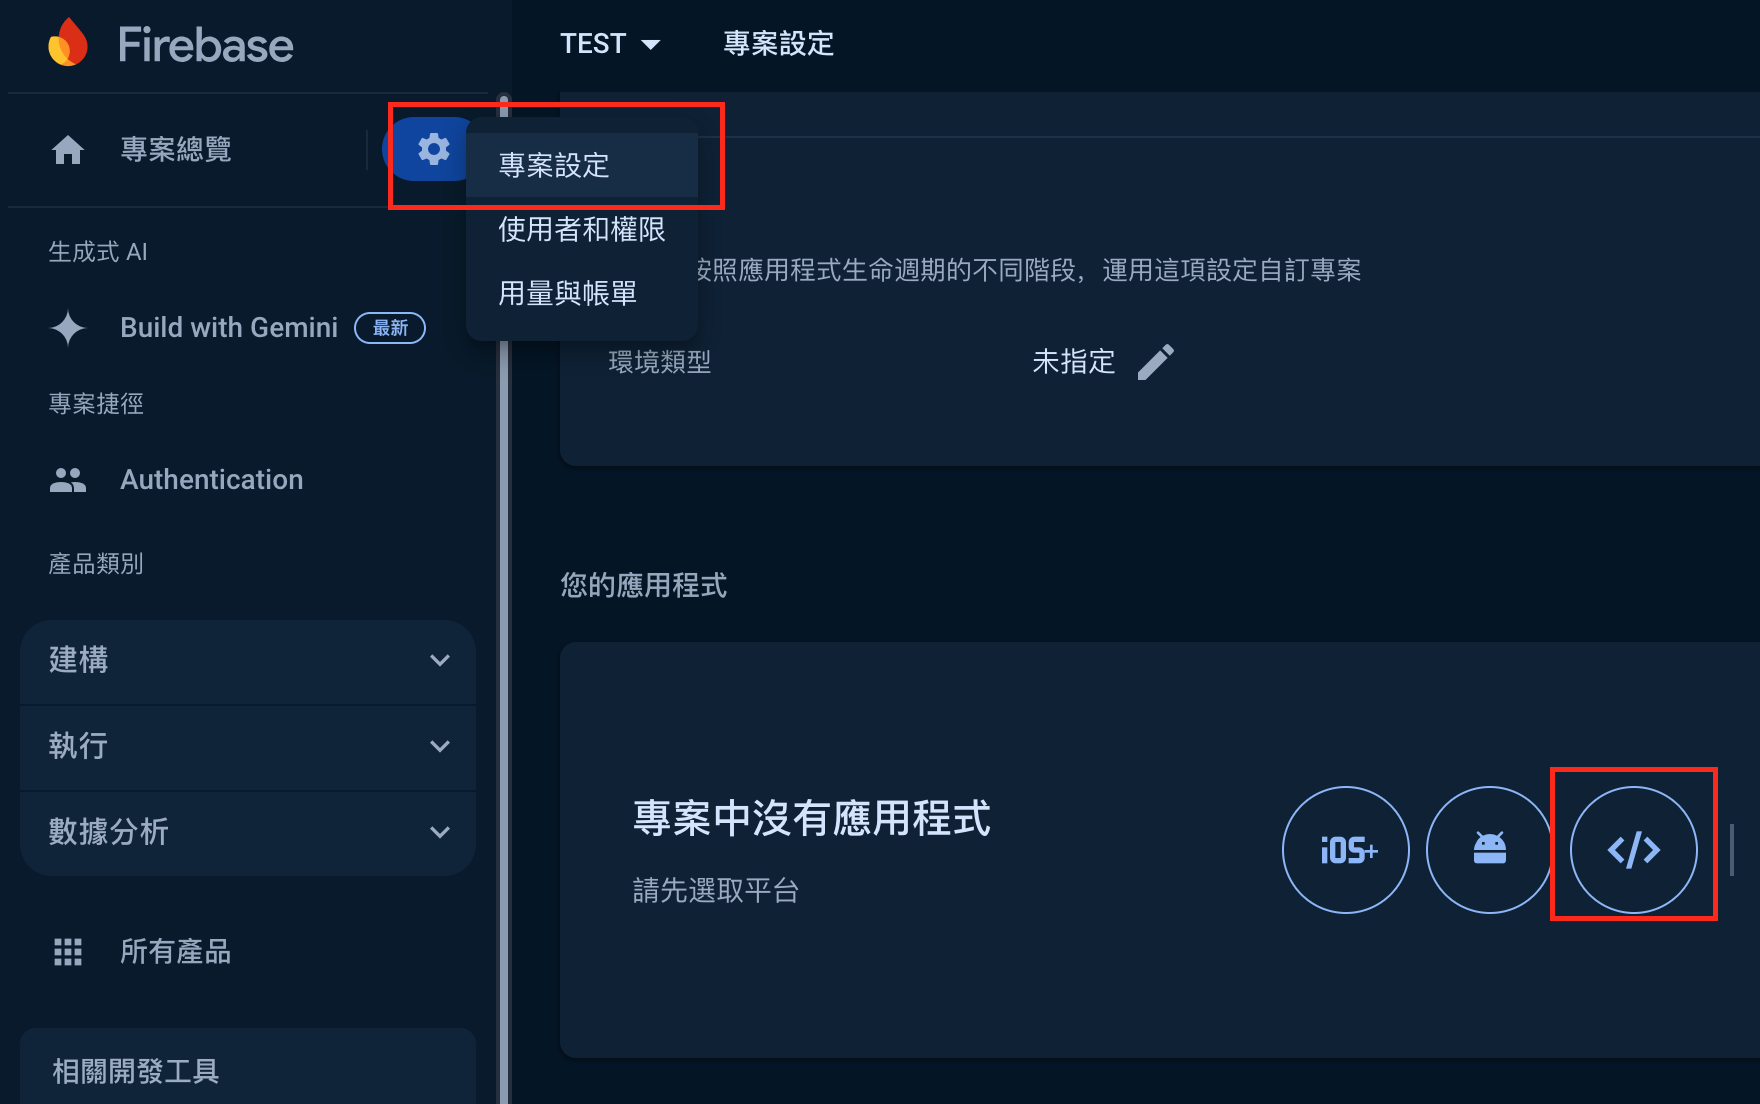 Firebase
TEST
專案設定
專案總覽
專案設定
使用者和權限
用量與帳單
生成式 AI
Build with Gemini
最新
專案捷徑
Authentication
產品類別
建構
執行
數據分析
所有產品
相關開發工具
按照應用程式生命週期的不同階段，運用這項設定自訂專案
環境類型
未指定
您的應用程式
專案中沒有應用程式
請先選取平台
iOS+